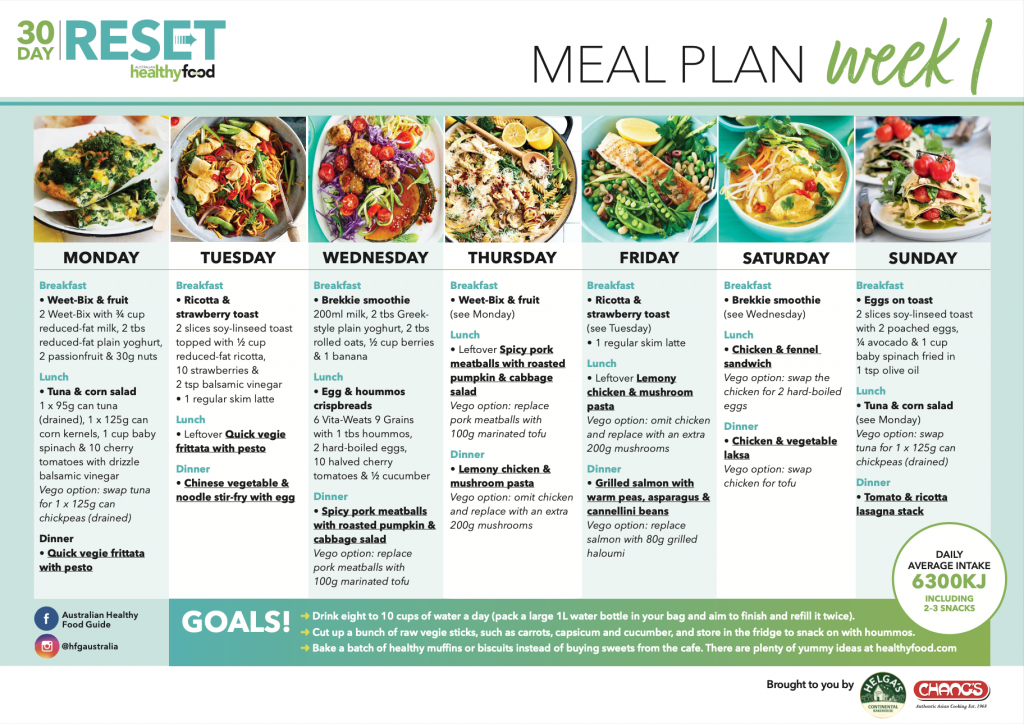 30
DAY
RESET
AUSTRALIAN
healthyfood
MEAL PLAN week 1
MONDAY
Breakfast
• Weet-Bix & fruit
2 Weet-Bix with ¾ cup
reduced-fat milk, 2 tbs
reduced-fat plain yoghurt,
2 passionfruit & 30g nuts
Lunch
• Tuna & corn salad
1 x 95g can tuna
(drained), 1 x 125g can
corn kernels, 1 cup baby
spinach & 10 cherry
tomatoes with drizzle
balsamic vinegar
Vego option: swap tuna
for 1 x 125g can
chickpeas (drained)
Dinner
• Quick vegie frittata
with pesto
TUESDAY
Breakfast
• Ricotta &
strawberry toast
2 slices soy-linseed toast
topped with ½ cup
reduced-fat ricotta,
10 strawberries &
2 tsp balsamic vinegar
• 1 regular skim latte
Lunch
• Leftover Quick vegie
frittata with pesto
Dinner
• Chinese vegetable &
noodle stir-fry with egg
WEDNESDAY
Breakfast
• Brekkie smoothie
200ml milk, 2 tbs Greek-
style plain yoghurt, 2 tbs
rolled oats, ½ cup berries
& 1 banana
Lunch
• Egg & hoummos
crispbreads
6 Vita-Weats 9 Grains
with 1 tbs hoummos,
2 hard-boiled eggs,
10 halved cherry
tomatoes & ½ cucumber
Dinner
• Spicy pork meatballs
with roasted pumpkin &
cabbage salad
Vego option: replace
pork meatballs with
100g marinated tofu
THURSDAY
Breakfast
• Weet-Bix & fruit
(see Monday)
Lunch
• Leftover Spicy pork
meatballs with roasted
pumpkin & cabbage
salad
Vego option: replace
pork meatballs with
100g marinated tofu
Dinner
• Lemony chicken &
mushroom pasta
Vego option: omit chicken
and replace with an extra
200g mushrooms
FRIDAY
Breakfast
• Ricotta &
strawberry toast
(see Tuesday)
• 1 regular skim latte
Lunch
• Leftover Lemony
chicken & mushroom
pasta
Vego option: omit chicken
and replace with an extra
200g mushrooms
Dinner
• Grilled salmon with
warm peas, asparagus &
cannellini beans
Vego option: replace
salmon with 80g grilled
haloumi
SATURDAY
Breakfast
• Brekkie smoothie
(see Wednesday)
Lunch
• Chicken & fennel
sandwich
Vego option: swap the
chicken for 2 hard-boiled
eggs
Dinner
• Chicken & vegetable
laksa
Vego option: swap
chicken for tofu
SUNDAY
Breakfast
• Eggs on toast
2 slices soy-linseed toast
with 2 poached eggs,
¼ avocado & 1 cup
baby spinach fried in
1 tsp olive oil
Lunch
• Tuna & corn salad
(see Monday)
Vego option: swap
tuna for 1 x 125g can
chickpeas (drained)
Dinner
• Tomato & ricotta
lasagna stack
DAILY
AVERAGE INTAKE
6300KJ
INCLUDING
2-3 SNACKS
Australian Healthy
Food Guide
@hfgaustralia
GOALS!
➔ Drink eight to 10 cups of water a day (pack a large 1L water bottle in your bag and aim to finish and refill it twice).
➔ Cut up a bunch of raw vegie sticks, such as carrots, capsicum and cucumber, and store in the fridge to snack on with hoummos.
➔ Bake a batch of healthy muffins or biscuits instead of buying sweets from the cafe. There are plenty of yummy ideas at healthyfood.com
Brought to you by
HELGA'S
CONTINENTAL
BAKEHOUSE
CHANG'S
Authentic Asian Cooking Est. 1968